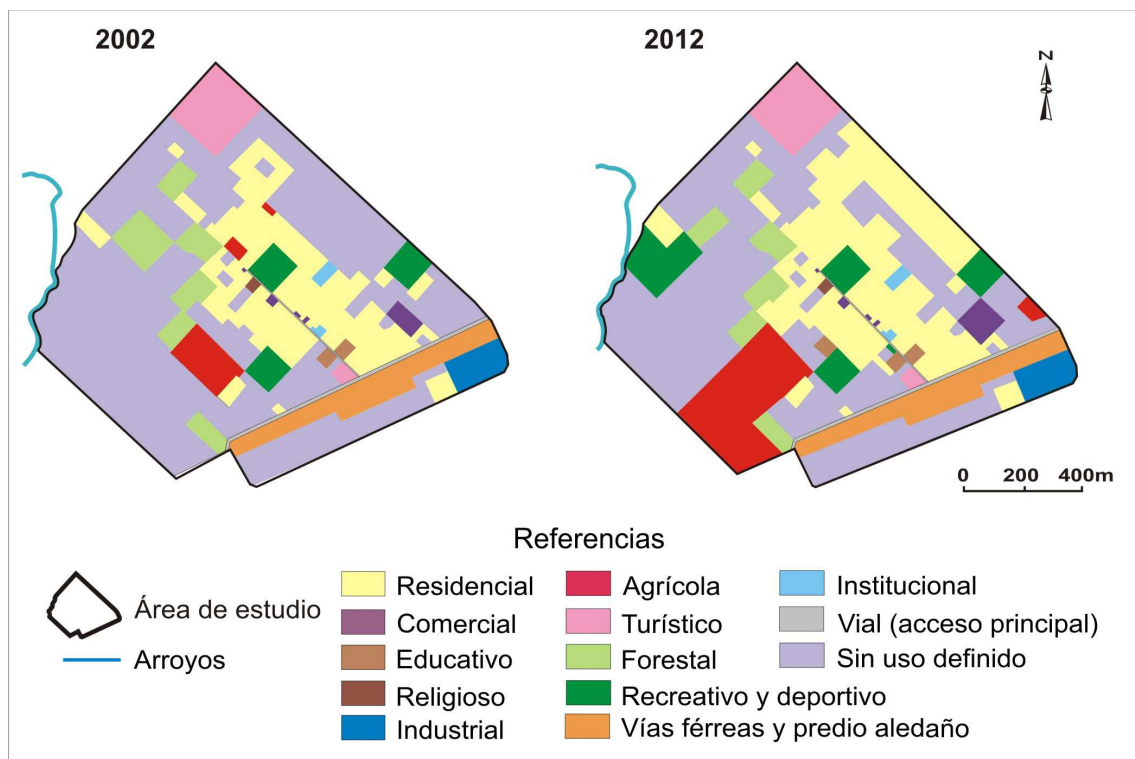 2002
2012
N
0 200 400m
Referencias
Área de estudio
Arroyos
Residencial
Comercial
Educativo
Religioso
Industrial
Agrícola
Turístico
Forestal
Recreativo y deportivo
Vías férreas y predio aledaño
Institucional
Vial (acceso principal)
Sin uso definido